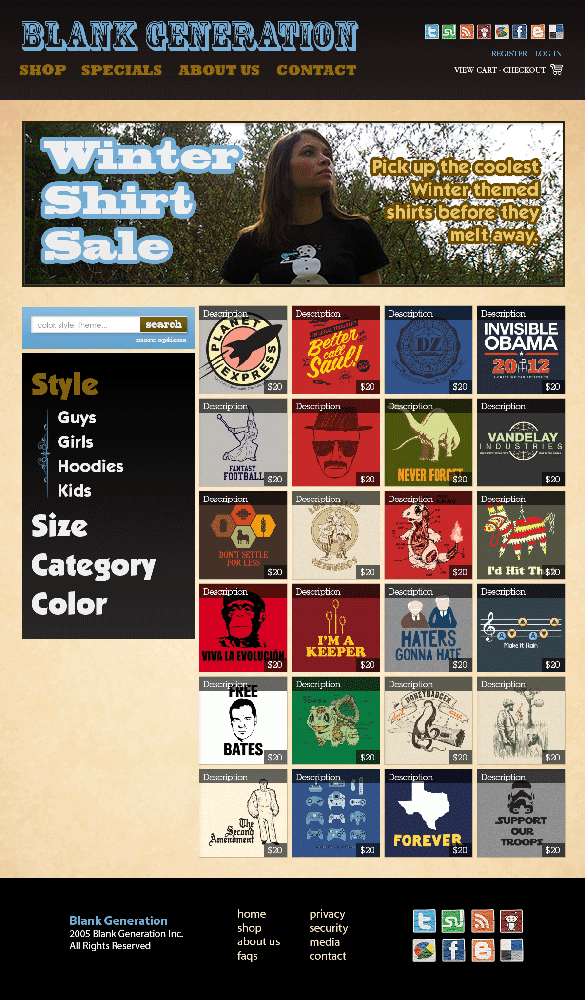 BLANK GENERATION
SHOP SPECIALS ABOUT US CONTACT
REGISTER LOG IN
VIEW CART - CHECKOUT
Winter
Shirt
Sale
Pick up the coolest
Winter themed
shirts before they
melt away.
color, style, theme...
search
more options
Style
Guys
Girls
Hoodies
Kids
Size
Category
Color
Description
PLANET
EXPRESS
$20
Description
Better
call
Saul!
$20
Description
DZ
$20
Description
INVISIBLE
OBAMA
2012
$20
Description
FANTASY
FOOTBALL
$20
Description
$20
Description
NEVER FORGET
$20
Description
VANDELAY
INDUSTRIES
$20
Description
DON'T SETTLE
FOR LESS
$20
Description
$20
Description
$20
Description
I'd Hit Th
$20
Description
VIVA LA EVOLUCION
$20
Description
I'M A
KEEPER
$20
Description
HATERS
GONNA HATE
$20
Description
Make it Rain
$20
Description
FREE
BATES
$20
Description
$20
Description
HONEYBADGER
$20
Description
$20
Description
The
Second
Amendment
$20
Description
$20
Description
FOREVER
$20
Description
SUPPORT
OUR
TROOPS
$20
Blank Generation
2005 Blank Generation Inc.
All Rights Reserved
home
shop
about us
faqs
privacy
security
media
contact